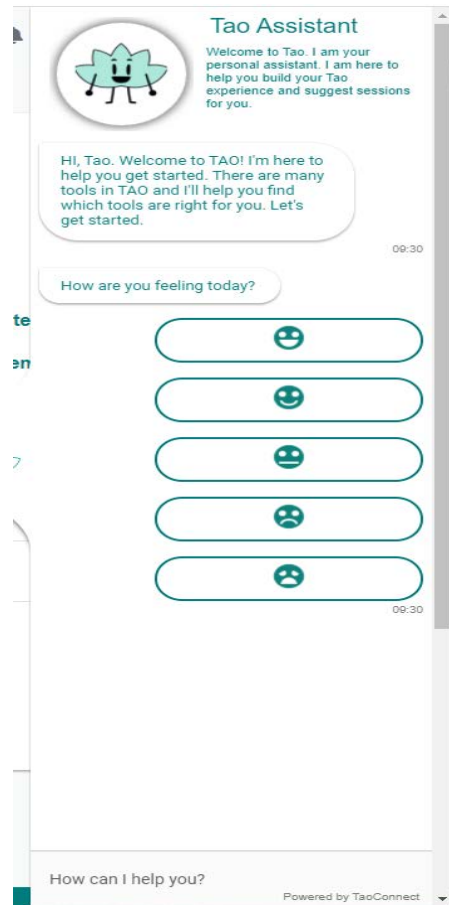 Tao Assistant
Welcome to Tao. I am your
personal assistant. I am here to
help you build your Tao
experience and suggest sessions
for you.
HI, Tao. Welcome to TAO! I'm here to
help you get started. There are many
tools in TAO and I'll help you find
which tools are right for you. Let's
get started.
09:30
How are you feeling today?
te
en
09:30
How can I help you?
Powered by TaoConnect